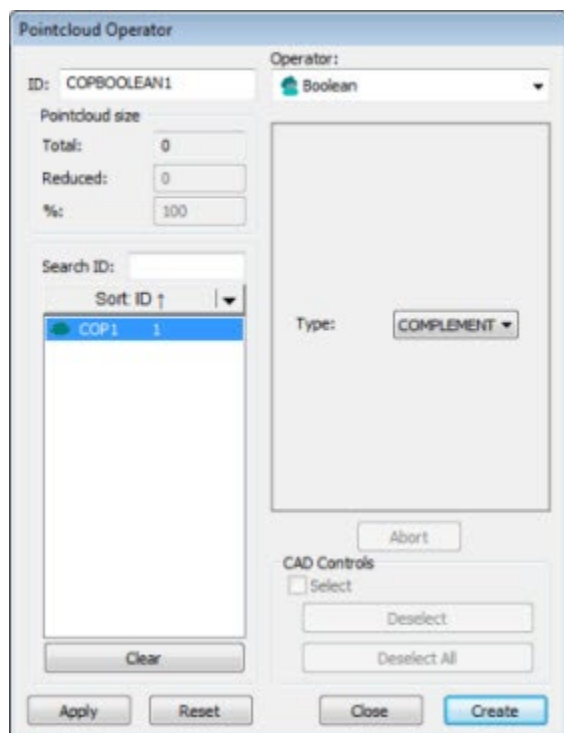 Pointcloud Operator
Operator:
ID: COPBOOLEAN1
Boolean
Pointcloud size
Total: 0
Reduced: 0
%: 100
Search ID:
Sort ID ↑
COP1 1
Type: COMPLEMENT
Abort
CAD Controls
Select
Deselect
Deselect All
Clear
Apply Reset Close Create